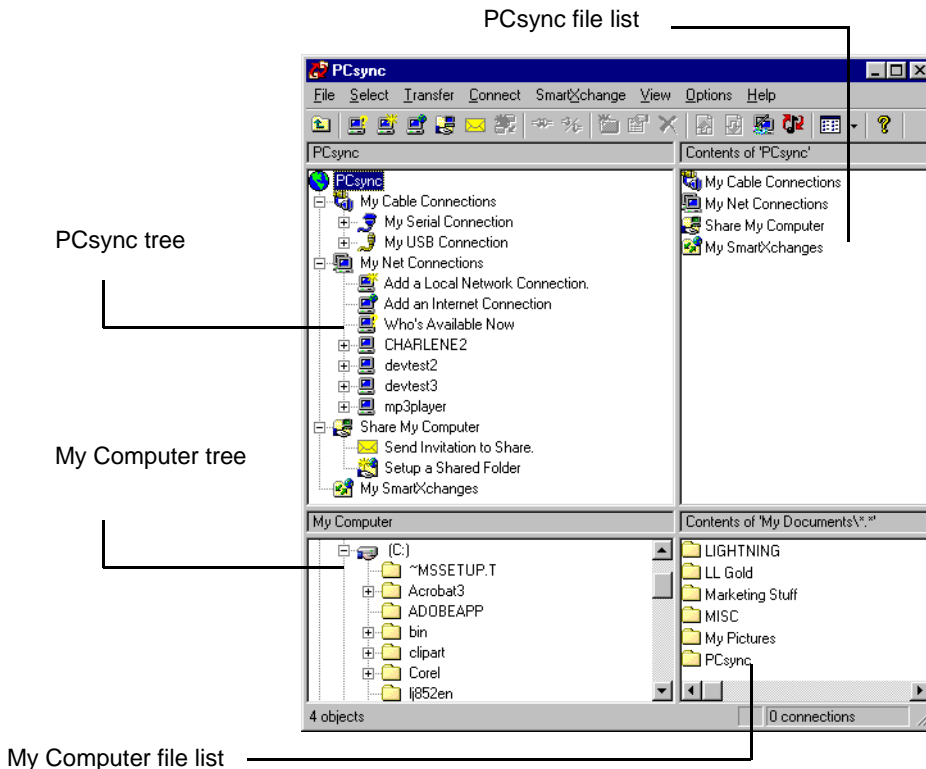 PCsync file list
PCsync
File Select Transfer Connect SmartXchange View Options Help
PCsync
Contents of 'PCsync'
PCsync
My Cable Connections
My Serial Connection
My USB Connection
My Net Connections
Add a Local Network Connection.
Add an Internet Connection
Who's Available Now
CHARLENE2
devtest2
devtest3
mp3player
Share My Computer
Send Invitation to Share.
Setup a Shared Folder
My SmartXchanges
My Cable Connections
My Net Connections
Share My Computer
My SmartXchanges
PCsync tree
My Computer tree
My Computer
Contents of 'My Documents\*.*'
(C:)
~MSSETUP.T
Acrobat3
ADOBEAPP
bin
clipart
Corel
lj852en
LIGHTNING
LL Gold
Marketing Stuff
MISC
My Pictures
PCsync
4 objects
0 connections
My Computer file list